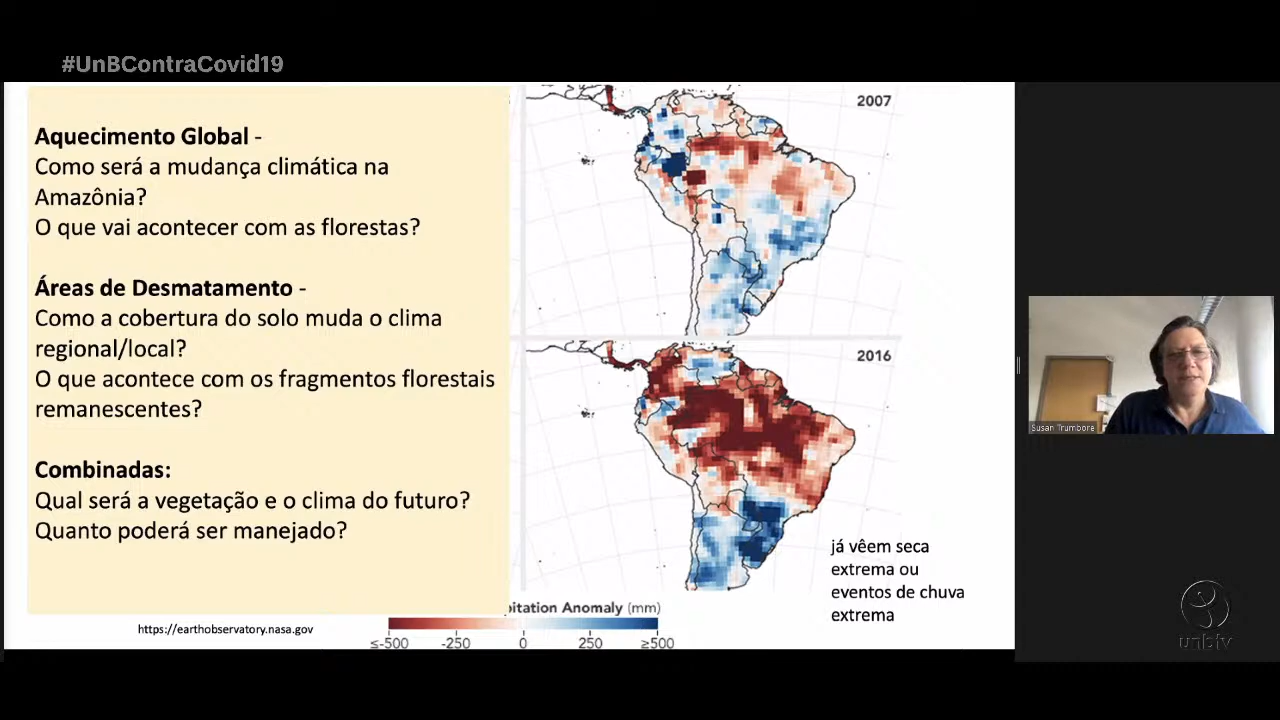 #UnBContraCovid19
Aquecimento Global -
Como será a mudança climática na
Amazônia?
O que vai acontecer com as florestas?
Áreas de Desmatamento -
Como a cobertura do solo muda o clima
regional/local?
O que acontece com os fragmentos florestais
remanescentes?
Combinadas:
Qual será a vegetação e o clima do futuro?
Quanto poderá ser manejado?
https://earthobservatory.nasa.gov
2007
2016
já vêem seca
extrema ou
eventos de chuva
extrema
pitation Anomaly (mm)
≤-500 -250 0 250 ≥500
Susan Trumbore
unbtv